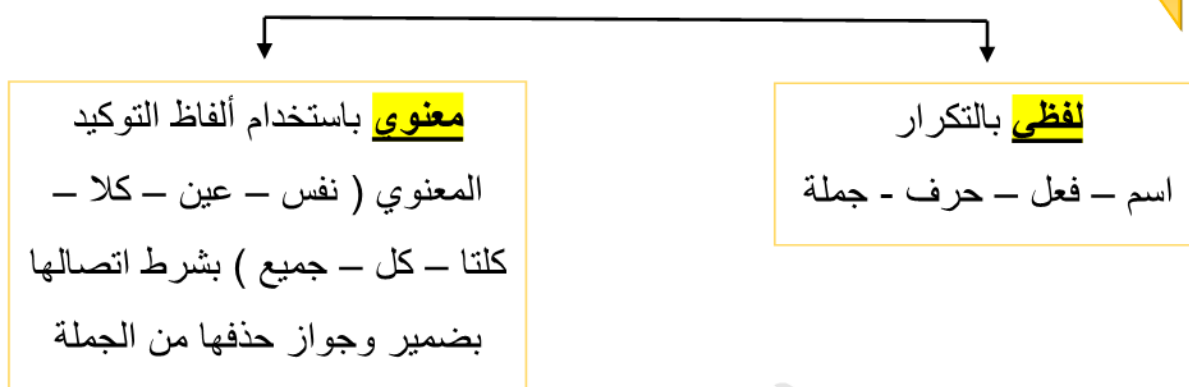 لفظي بالتكرار
اسم – فعل – حرف - جملة
معنوي باستخدام ألفاظ التوكيد
المعنوي ( نفس – عين – كلا –
كلتا – كل – جميع ) بشرط اتصالها
بضمير وجواز حذفها من الجملة